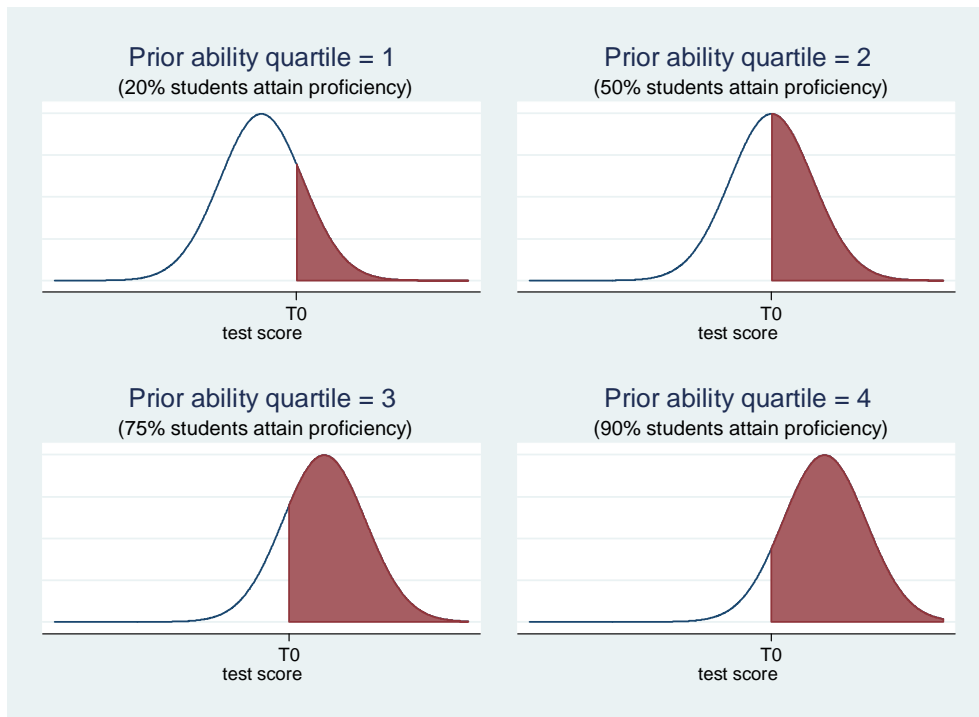 Prior ability quartile = 1
(20% students attain proficiency)
T0
test score
Prior ability quartile = 2
(50% students attain proficiency)
T0
test score
Prior ability quartile = 3
(75% students attain proficiency)
T0
test score
Prior ability quartile = 4
(90% students attain proficiency)
T0
test score